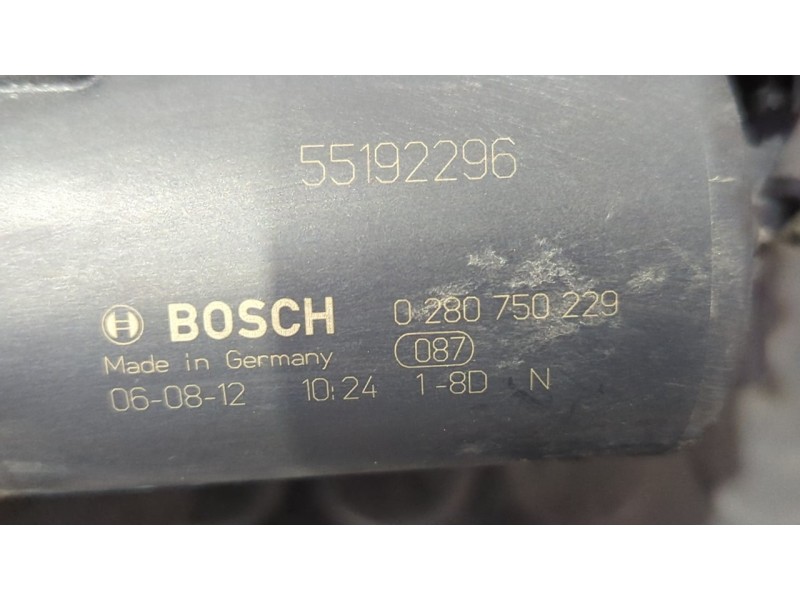 55192296
BOSCH 0 280 750 229
Made in Germany 087
06-08-12 10:24 1-8D N